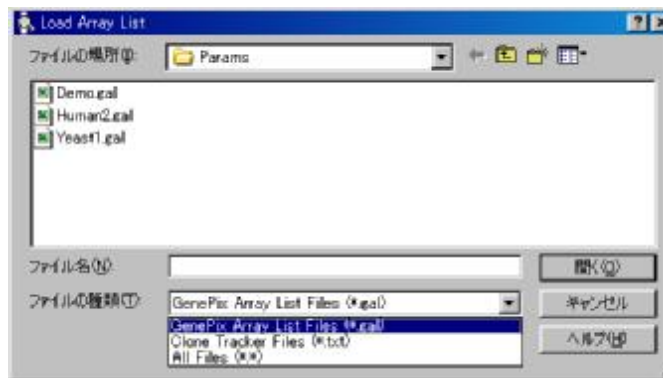 Load Array List
ファイルの場所(I):
Params
Demo.gal
Human2.gal
Yeast1.gal
ファイル名(N):
開く(O)
ファイルの種類(T):
GenePix Array List Files (*.gal)
キャンセル
GenePix Array List Files (*.gal)
Clone Tracker Files (*.txt)
All Files (*.*)
ヘルプ(H)